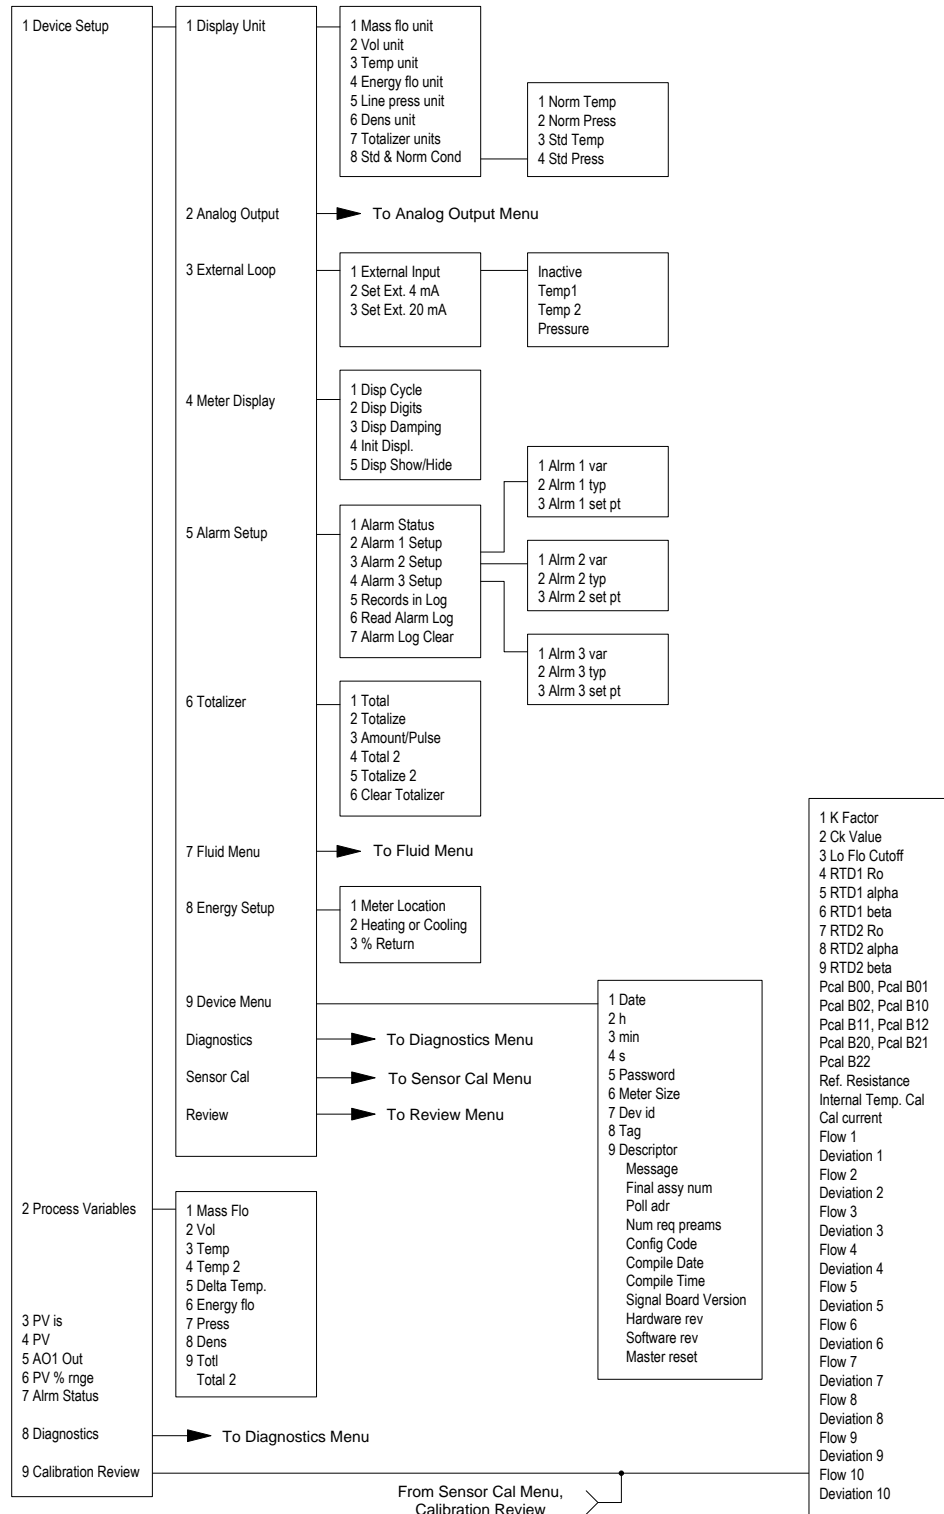 1 Device Setup
1 Display Unit
1 Mass flo unit
2 Vol unit
3 Temp unit
4 Energy flo unit
5 Line press unit
6 Dens unit
7 Totalizer units
8 Std & Norm Cond
1 Norm Temp
2 Norm Press
3 Std Temp
4 Std Press
2 Analog Output
To Analog Output Menu
3 External Loop
1 External Input
2 Set Ext. 4 mA
3 Set Ext. 20 mA
Inactive
Temp1
Temp 2
Pressure
4 Meter Display
1 Disp Cycle
2 Disp Digits
3 Disp Damping
4 Init Displ.
5 Disp Show/Hide
5 Alarm Setup
1 Alarm Status
2 Alarm 1 Setup
3 Alarm 2 Setup
4 Alarm 3 Setup
5 Records in Log
6 Read Alarm Log
7 Alarm Log Clear
1 Alrm 1 var
2 Alrm 1 typ
3 Alrm 1 set pt
1 Alrm 2 var
2 Alrm 2 typ
3 Alrm 2 set pt
1 Alrm 3 var
2 Alrm 3 typ
3 Alrm 3 set pt
6 Totalizer
1 Total
2 Totalize
3 Amount/Pulse
4 Total 2
5 Totalize 2
6 Clear Totalizer
7 Fluid Menu
To Fluid Menu
8 Energy Setup
1 Meter Location
2 Heating or Cooling
3 % Return
9 Device Menu
1 Date
2 h
3 min
4 s
5 Password
6 Meter Size
7 Dev id
8 Tag
9 Descriptor
Message
Final assy num
Poll adr
Num req preams
Config Code
Compile Date
Compile Time
Signal Board Version
Hardware rev
Software rev
Master reset
Diagnostics
To Diagnostics Menu
Sensor Cal
To Sensor Cal Menu
Review
To Review Menu
2 Process Variables
1 Mass Flo
2 Vol
3 Temp
4 Temp 2
5 Delta Temp.
6 Energy flo
7 Press
8 Dens
9 Totl
Total 2
3 PV is
4 PV
5 AO1 Out
6 PV % rnge
7 Alrm Status
8 Diagnostics
To Diagnostics Menu
9 Calibration Review
From Sensor Cal Menu,
Calibration Review
1 K Factor
2 Ck Value
3 Lo Flo Cutoff
4 RTD1 Ro
5 RTD1 alpha
6 RTD1 beta
7 RTD2 Ro
8 RTD2 alpha
9 RTD2 beta
Pcal B00, Pcal B01
Pcal B02, Pcal B10
Pcal B11, Pcal B12
Pcal B20, Pcal B21
Pcal B22
Ref. Resistance
Internal Temp. Cal
Cal current
Flow 1
Deviation 1
Flow 2
Deviation 2
Flow 3
Deviation 3
Flow 4
Deviation 4
Flow 5
Deviation 5
Flow 6
Deviation 6
Flow 7
Deviation 7
Flow 8
Deviation 8
Flow 9
Deviation 9
Flow 10
Deviation 10